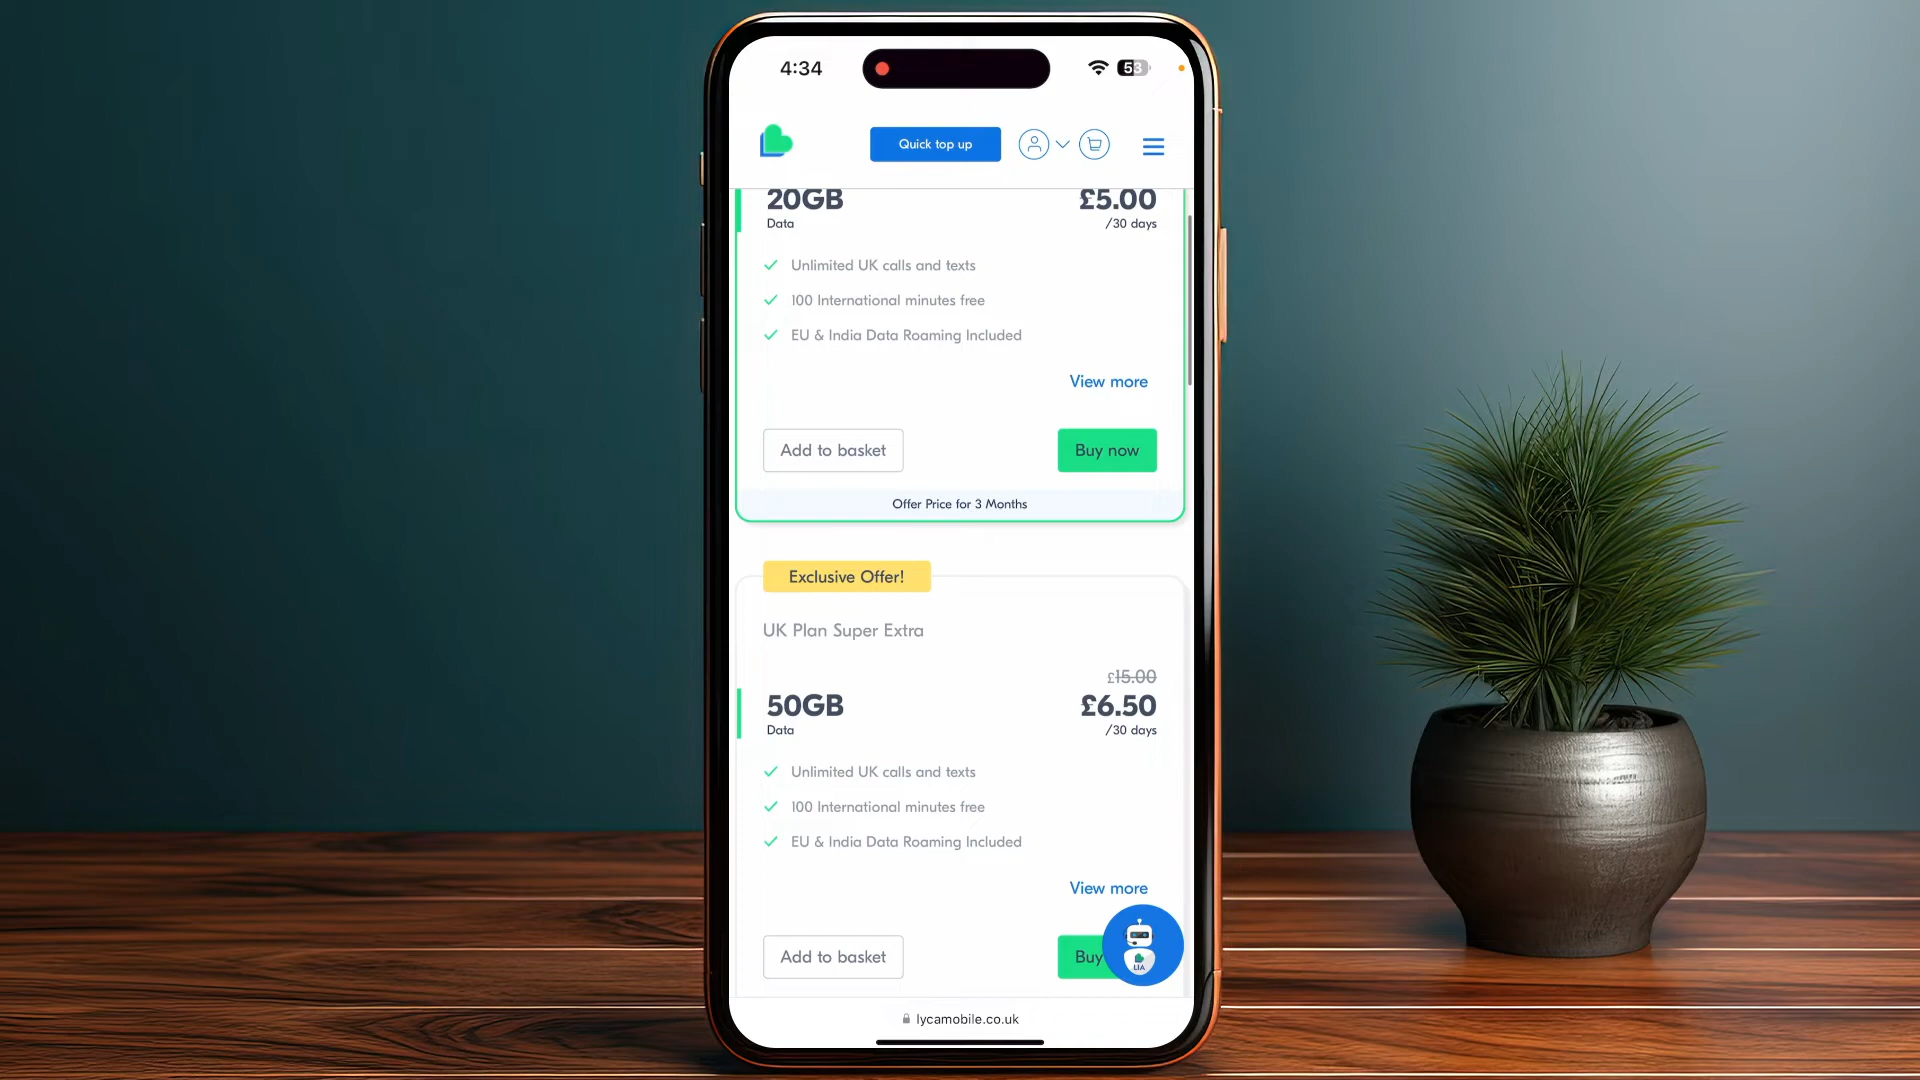 4:34
53
Quick top up
20GB
£5.00
Data
/30 days
Unlimited UK calls and texts
100 International minutes free
EU & India Data Roaming Included
View more
Add to basket
Buy now
Offer Price for 3 Months
Exclusive Offer!
UK Plan Super Extra
£15.00
50GB
£6.50
Data
/30 days
Unlimited UK calls and texts
100 International minutes free
EU & India Data Roaming Included
View more
Add to basket
Buy
LIA
lycamobile.co.uk